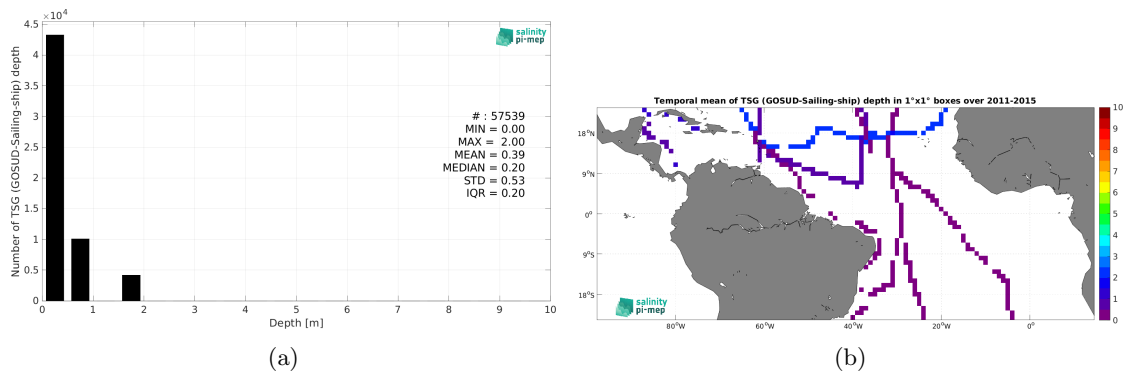 ×10⁴
4.5
4
3.5
3
2.5
2
1.5
1
0.5
0
Number of TSG (GOSUD-Sailing-ship) depth
0 1 2 3 4 5 6 7 8 9 10
Depth [m]
salinity
pi-mep
# : 57539
MIN = 0.00
MAX = 2.00
MEAN = 0.39
MEDIAN = 0.20
STD = 0.53
IQR = 0.20
(a)
Temporal mean of TSG (GOSUD-Sailing-ship) depth in 1°x1° boxes over 2011-2015
18°N
9°N
0°
9°S
18°S
80°W 60°W 40°W 20°W 0°
salinity
pi-mep
10
9
8
7
6
5
4
3
2
1
0
(b)